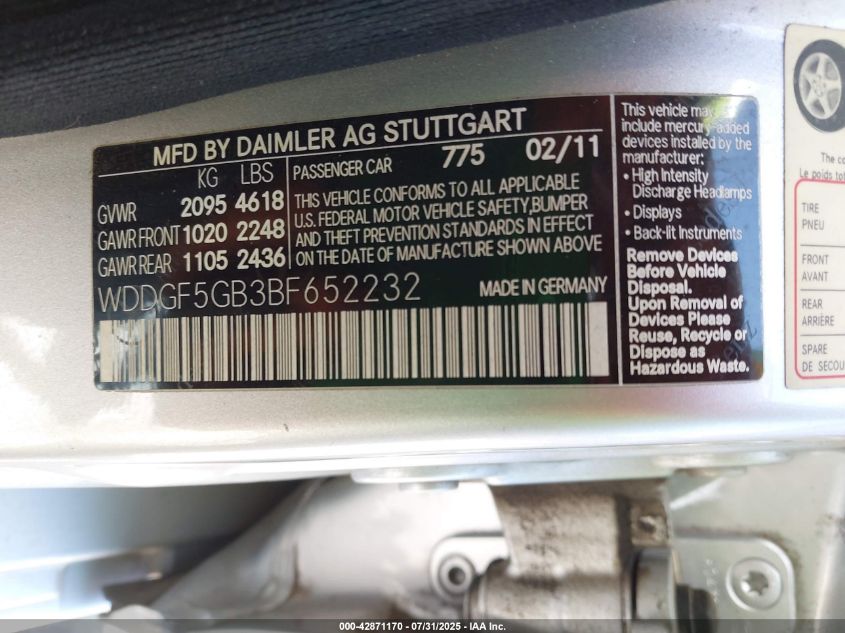 MFD BY DAIMLER AG STUTTGART
KG LBS
GVWR 2095 4618
GAWR FRONT 1020 2248
GAWR REAR 1105 2436
PASSENGER CAR 775 02/11
THIS VEHICLE CONFORMS TO ALL APPLICABLE
U.S. FEDERAL MOTOR VEHICLE SAFETY,BUMPER
AND THEFT PREVENTION STANDARDS IN EFFECT
ON THE DATE OF MANUFACTURE SHOWN ABOVE
WDDGF5GB3BF652232
MADE IN GERMANY
This vehicle may
include mercury-added
devices installed by the
manufacturer:
• High Intensity
Discharge Headlamps
• Displays
• Back-lit Instruments
Remove Devices
Before Vehicle
Disposal.
Upon Removal of
Devices Please
Reuse, Recycle or
Dispose as
Hazardous Waste.
The
Le poids
TIRE
PNEU
FRONT
AVANT
REAR
ARRIÈRE
SPARE
DE
000-42871170 - 07/31/2025 - IAA Inc.